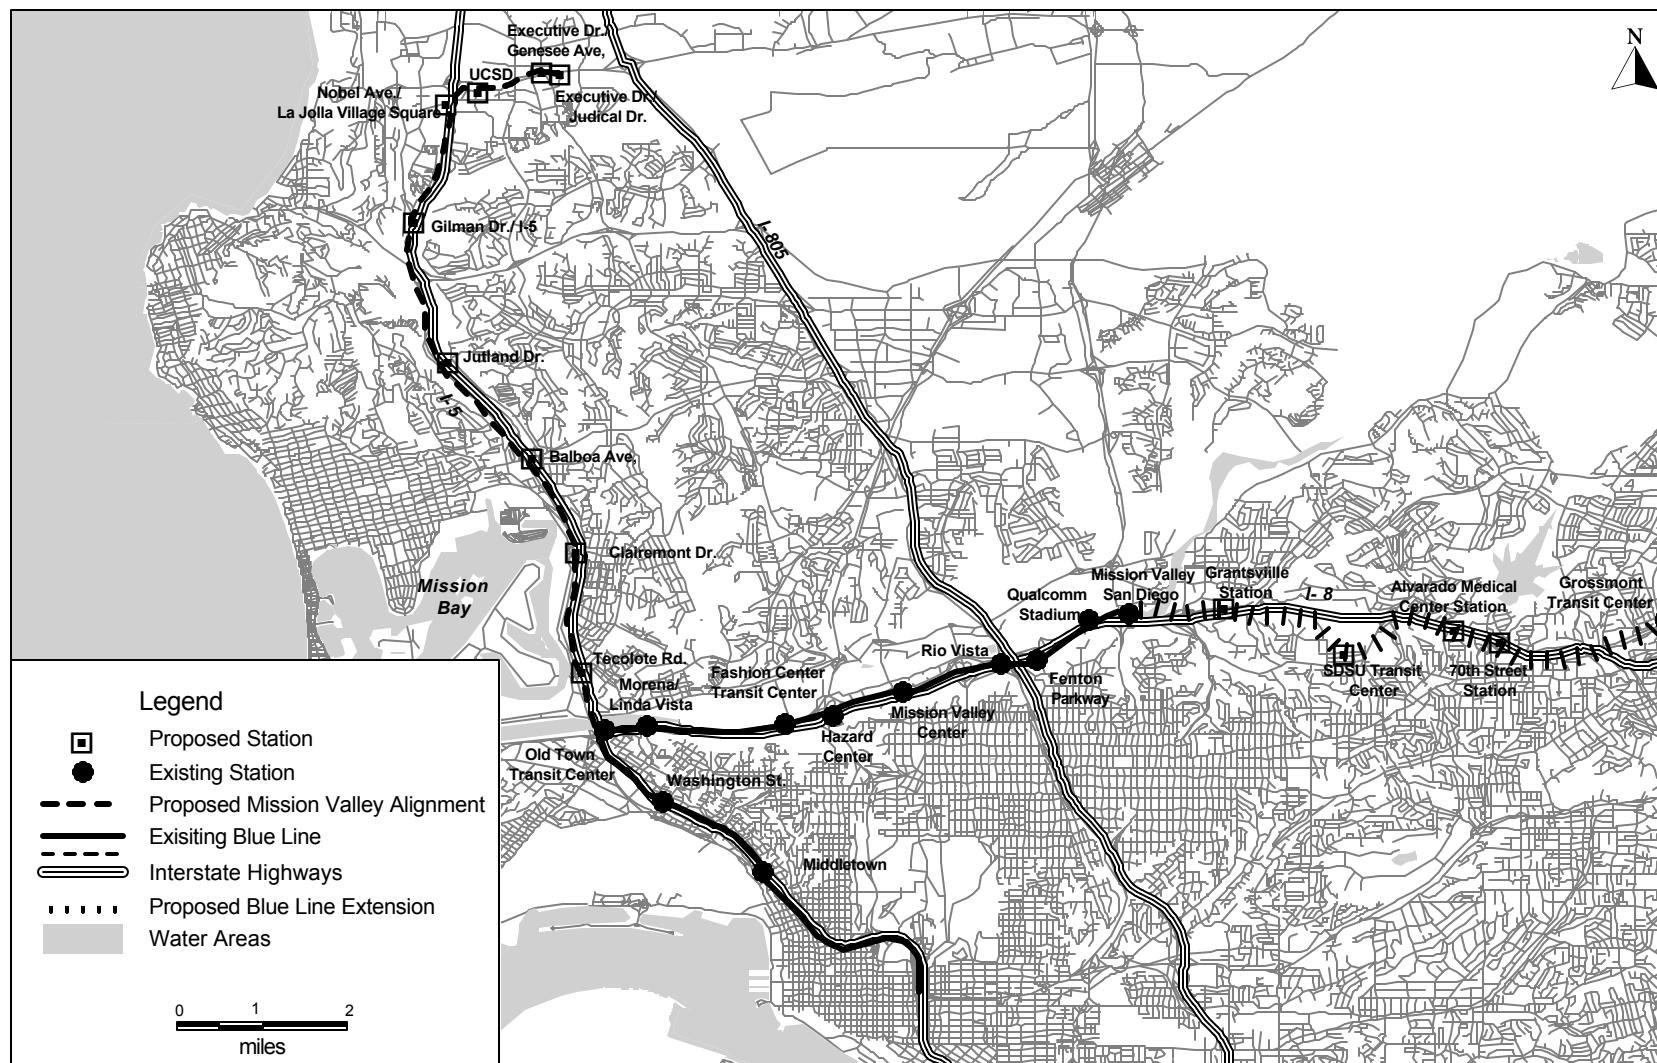 N
Executive Dr./
Genesee Ave,
UCSD
Nobel Ave./
La Jolla Village Square
Executive Dr./
Judical Dr.
Gilman Dr./ I-5
I-805
Jutland Dr.
I-5
Balboa Ave,
Clairemont Dr.
Mission
Bay
Mission Valley
San Diego
Grantsville
Station
I- 8
Alvarado Medical
Center Station
Grossmont
Transit Center
Qualcomm
Stadium
Rio Vista
Tecolote Rd.
Morena/
Linda Vista
Fashion Center
Transit Center
Fenton
Parkway
SDSU Transit
Center
70th Street
Station
Mission Valley
Center
Hazard
Center
Old Town
Transit Center
Washington St.
Middletown
Legend
Proposed Station
Existing Station
Proposed Mission Valley Alignment
Exisiting Blue Line
Interstate Highways
Proposed Blue Line Extension
Water Areas
0 1 2
miles